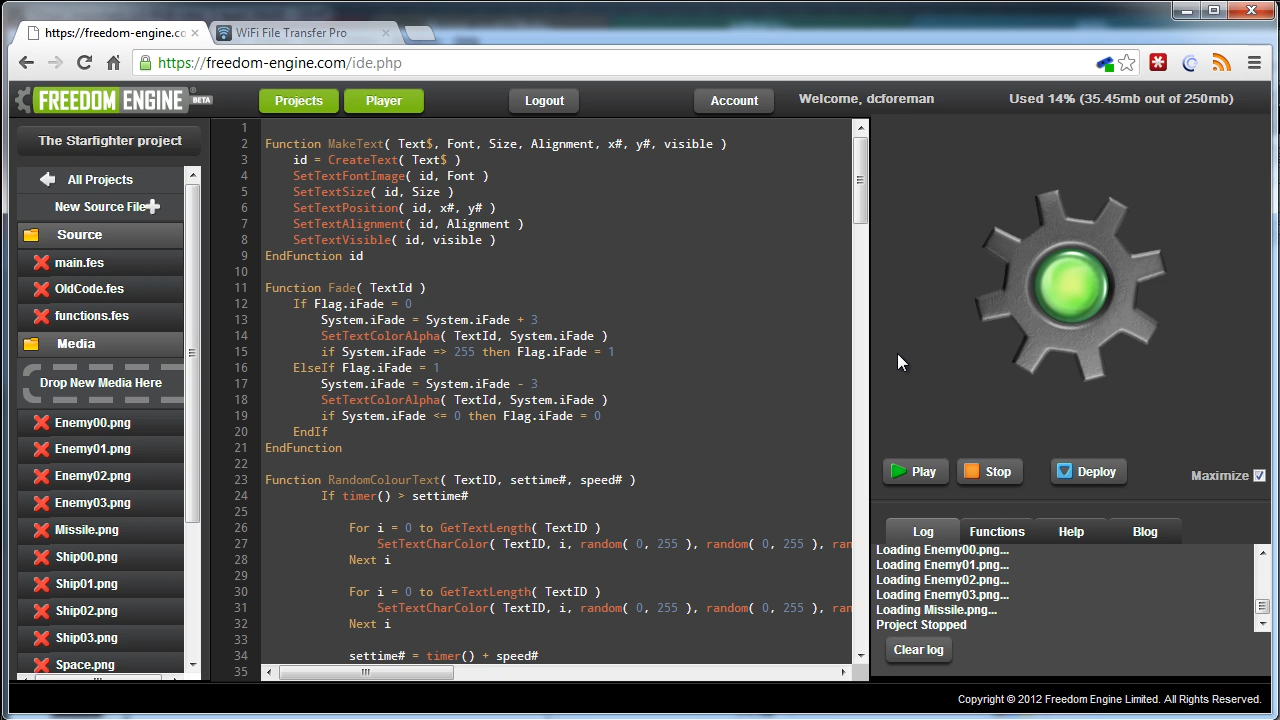 https://freedom-engine.co
WiFi File Transfer Pro
https://freedom-engine.com/ide.php
FREEDOM ENGINE BETA
Projects
Player
Logout
Account
Welcome, dcforeman
Used 14% (35.45mb out of 250mb)
The Starfighter project
All Projects
New Source File
Source
main.fes
OldCode.fes
functions.fes
Media
Drop New Media Here
Enemy00.png
Enemy01.png
Enemy02.png
Enemy03.png
Missile.png
Ship00.png
Ship01.png
Ship02.png
Ship03.png
Space.png
1
2 Function MakeText( Text$, Font, Size, Alignment, x#, y#, visible )
3 id = CreateText( Text$ )
4 SetTextFontImage( id, Font )
5 SetTextSize( id, Size )
6 SetTextPosition( id, x#, y# )
7 SetTextAlignment( id, Alignment )
8 SetTextVisible( id, visible )
9 EndFunction id
10
11 Function Fade( TextId )
12 If Flag.iFade = 0
13 System.iFade = System.iFade + 3
14 SetTextColorAlpha( TextId, System.iFade )
15 if System.iFade => 255 then Flag.iFade = 1
16 ElseIf Flag.iFade = 1
17 System.iFade = System.iFade - 3
18 SetTextColorAlpha( TextId, System.iFade )
19 if System.iFade <= 0 then Flag.iFade = 0
20 EndIf
21 EndFunction
22
23 Function RandomColourText( TextID, settime#, speed# )
24 If timer() > settime#
25
26 For i = 0 to GetTextLength( TextID )
27 SetTextCharColor( TextID, i, random( 0, 255 ), random( 0, 255 ), ran
28 Next i
29
30 For i = 0 to GetTextLength( TextID )
31 SetTextCharColor( TextID, i, random( 0, 255 ), random( 0, 255 ), ran
32 Next i
33
34 settime# = timer() + speed#
35
Play
Stop
Deploy
Maximize
Log
Functions
Help
Blog
Loading Enemy00.png...
Loading Enemy01.png...
Loading Enemy02.png...
Loading Enemy03.png...
Loading Missile.png...
Project Stopped
Clear log
Copyright © 2012 Freedom Engine Limited. All Rights Reserved.